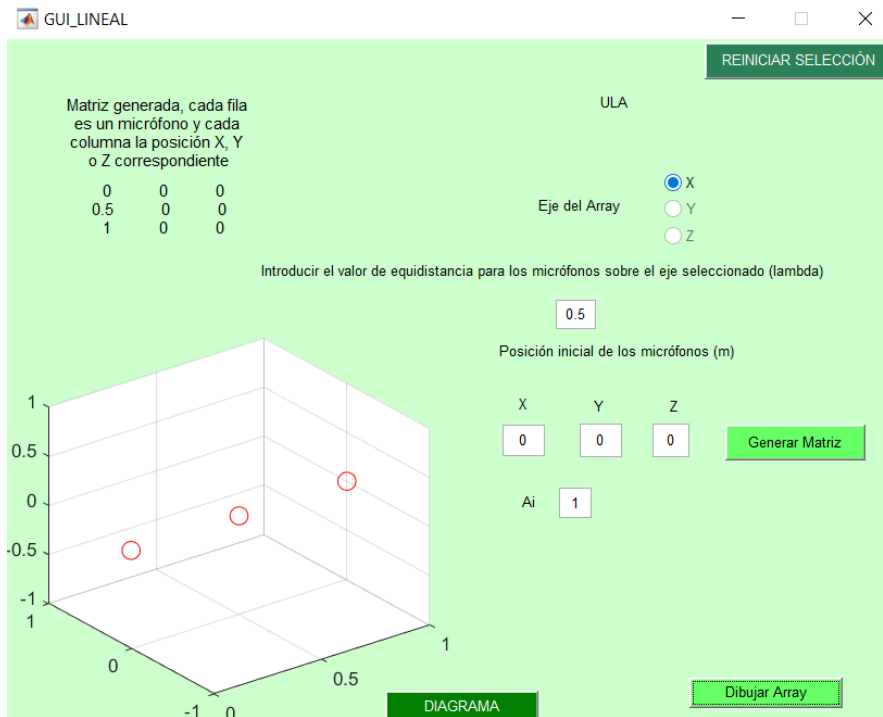 GUI_LINEAL
REINICIAR SELECCIÓN
Matriz generada, cada fila
es un micrófono y cada
columna la posición X, Y
o Z correspondiente
0 0 0
0.5 0 0
1 0 0
ULA
Eje del Array
X
Y
Z
Introducir el valor de equidistancia para los micrófonos sobre el eje seleccionado (lambda)
0.5
Posición inicial de los micrófonos (m)
X Y Z
0 0 0
Generar Matriz
Ai 1
1
0.5
0
-0.5
-1
1
0
-1
0
0.5
1
DIAGRAMA
Dibujar Array